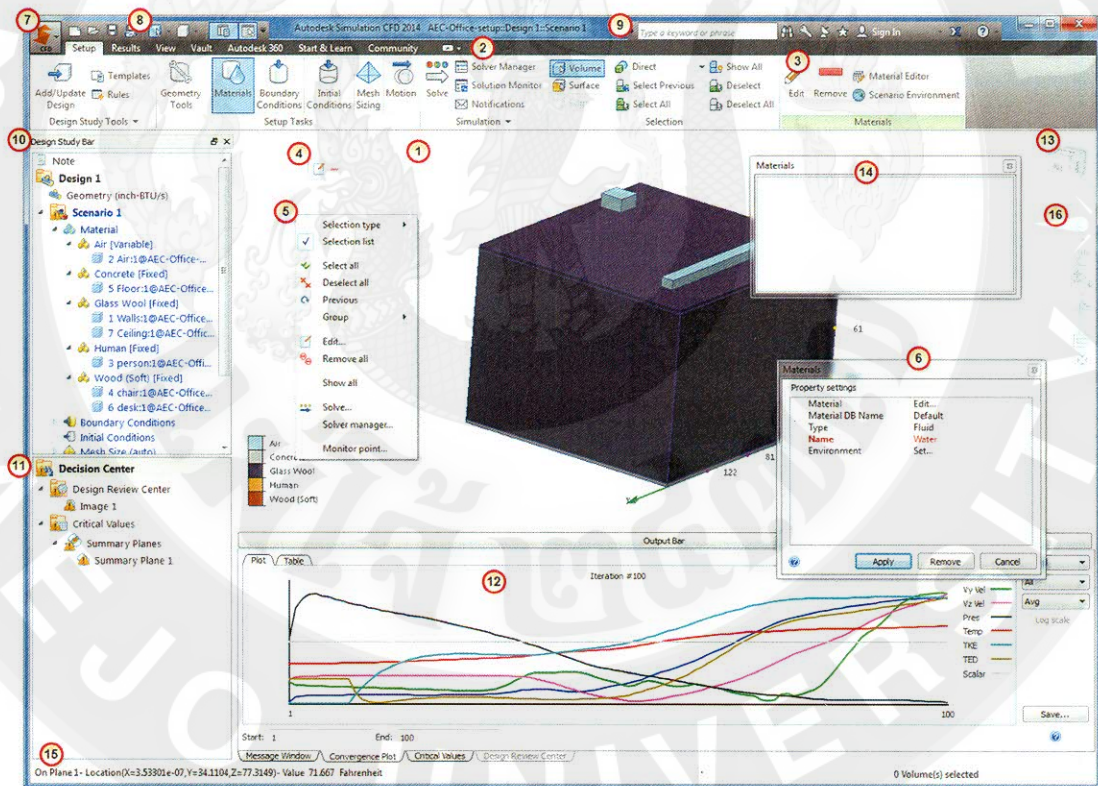 7
8
Autodesk Simulation CFD 2014 AEC-Office-setup::Design 1::Scenario 1
9
Type a keyword or phrase
Sign In
CFD
Setup
Results
View
Vault
Autodesk 360
Start & Learn
Community
2
Add/Update Design
Templates
Rules
Geometry Tools
Materials
Boundary Conditions
Initial Conditions
Mesh Sizing
Motion
Solve
Solver Manager
Solution Monitor
Notifications
Volume
Surface
Direct
Select Previous
Select All
Show All
Deselect
Deselect All
3
Edit
Remove
Material Editor
Scenario Environment
Design Study Tools
Setup Tasks
Simulation
Selection
Materials
10
Design Study Bar
Note
Design 1
Geometry (inch-BTU/s)
Scenario 1
Material
Air [Variable]
2 Air:1@AEC-Office-...
Concrete [Fixed]
5 Floor:1@AEC-Office...
Glass Wool [Fixed]
1 Walls:1@AEC-Office...
7 Ceiling:1@AEC-Offic...
Human [Fixed]
3 person:1@AEC-Offi...
Wood (Soft) [Fixed]
4 chair:1@AEC-Office...
6 desk:1@AEC-Office...
Boundary Conditions
Initial Conditions
Mesh Size (auto)
11
Decision Center
Design Review Center
Image 1
Critical Values
Summary Planes
Summary Plane 1
4
1
5
Selection type
Selection list
Select all
Deselect all
Previous
Group
Edit...
Remove all
Show all
Solve...
Solver manager...
Monitor point...
Air
Concre
Glass Wool
Human
Wood (Soft)
61
81
122
13
Materials
14
16
6
Materials
Property settings
Material Edit...
Material DB Name Default
Type Fluid
Name Water
Environment Set...
Apply
Remove
Cancel
Output Bar
Plot
Table
12
Iteration #100
Vy Vel
Vz Vel
Pres
Temp
TKE
TED
Scalar
All
Avg
Log scale
1
100
Save...
Start: 1 End: 100
Message Window
Convergence Plot
Critical Values
Design Review Center
15
On Plane 1- Location(X=3.53301e-07,Y=34.1104,Z=77.3149)- Value 71.667 Fahrenheit
0 Volume(s) selected